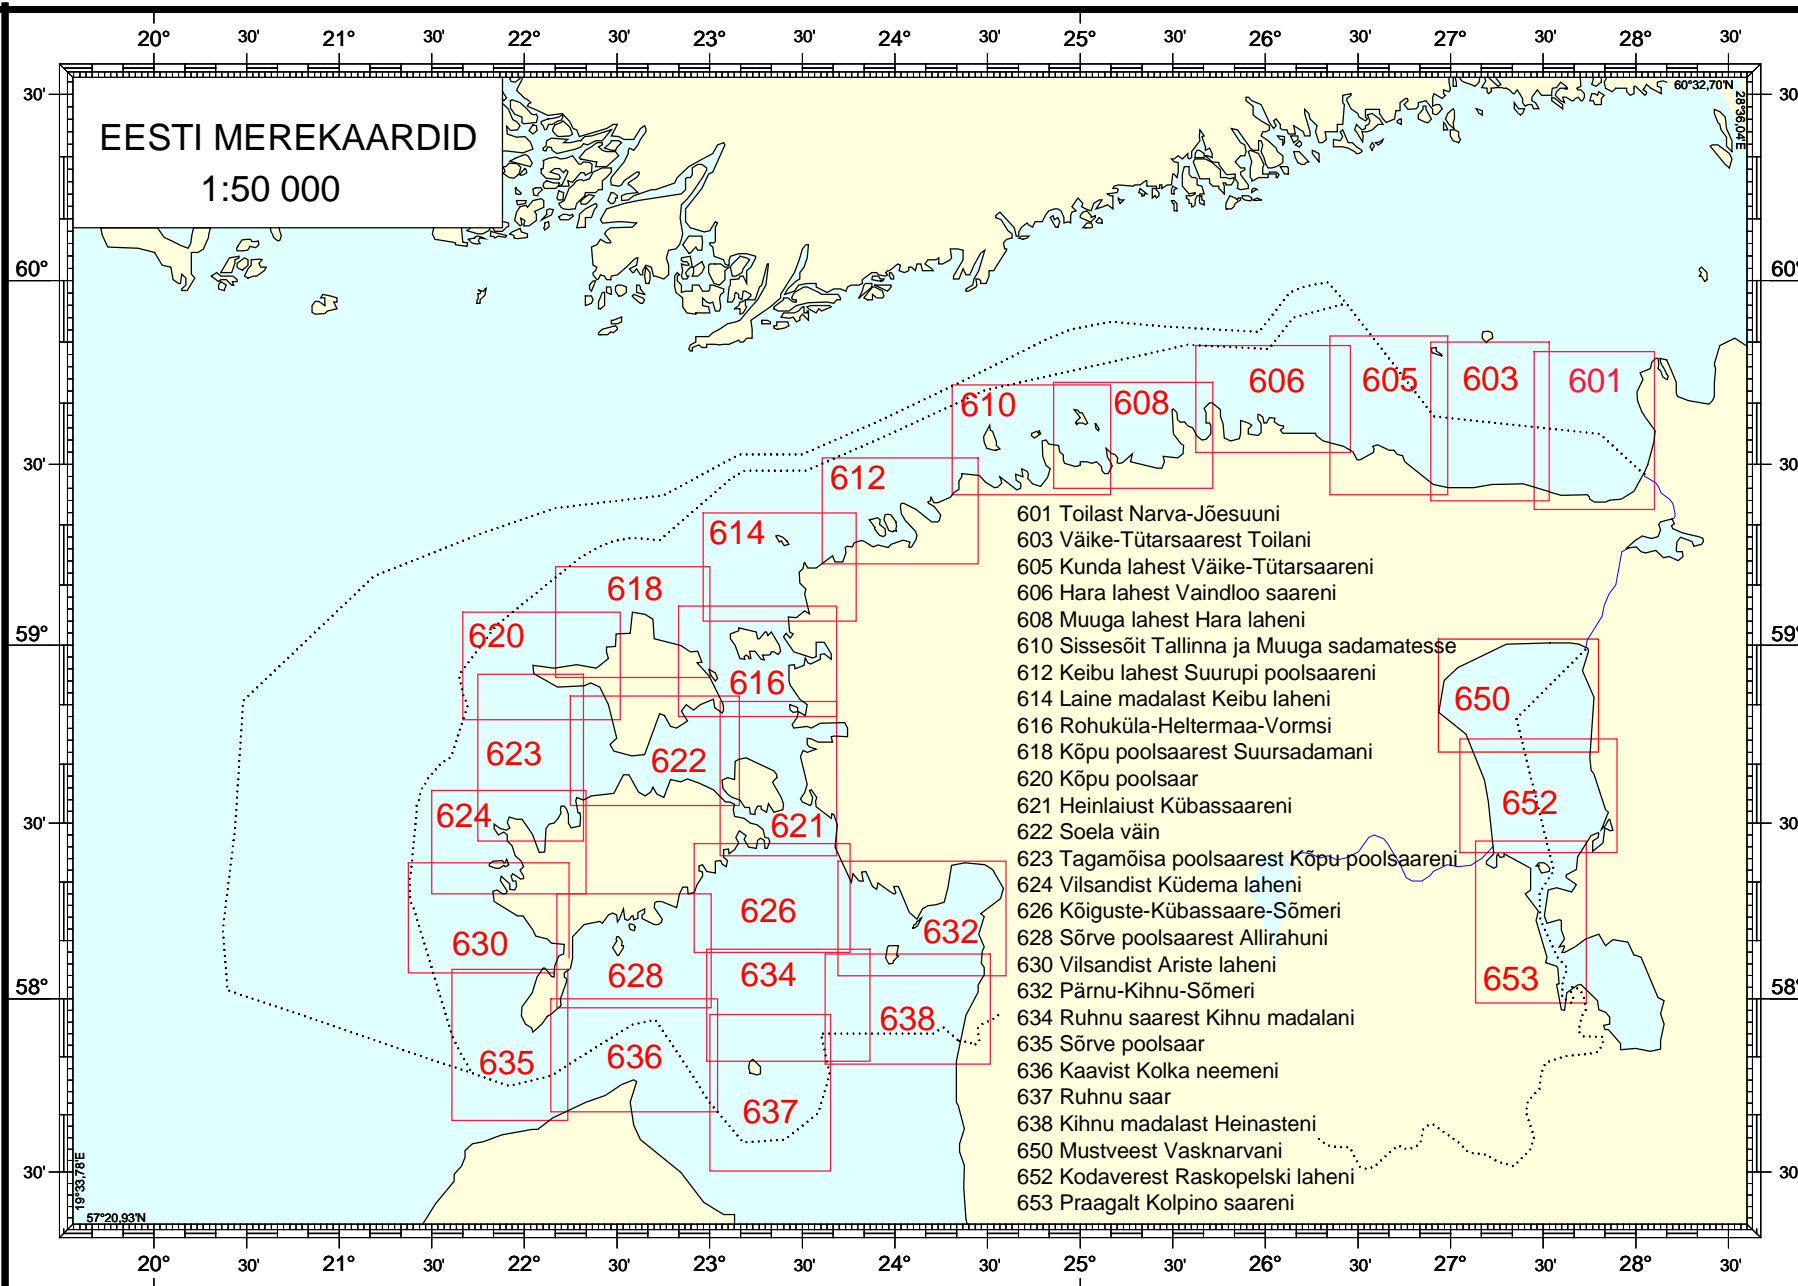 20° 30' 21° 30' 22° 30' 23° 30' 24° 30' 25° 30' 26° 30' 27° 30' 28° 30'
60°32,70'N
28°36,04'E
30' 30'
EESTI MEREKAARDID
1:50 000
60° 60°
606 605 603 601
610 608
30' 30'
612
614
618
620
59° 59°
616
650
623 622
652
624 621
30' 30'
626
630 632
628 634 653
58° 58°
638
635 636
637
30' 30'
601 Toilast Narva-Jõesuuni
603 Väike-Tütarsaarest Toilani
605 Kunda lahest Väike-Tütarsaareni
606 Hara lahest Vaindloo saareni
608 Muuga lahest Hara laheni
610 Sissesõit Tallinna ja Muuga sadamatesse
612 Keibu lahest Suurupi poolsaareni
614 Laine madalast Keibu laheni
616 Rohuküla-Heltermaa-Vormsi
618 Kõpu poolsaarest Suursadamani
620 Kõpu poolsaar
621 Heinlaiust Kübassaareni
622 Soela väin
623 Tagamõisa poolsaarest Kõpu poolsaareni
624 Vilsandist Küdema laheni
626 Kõiguste-Kübassaare-Sõmeri
628 Sõrve poolsaarest Allirahuni
630 Vilsandist Ariste laheni
632 Pärnu-Kihnu-Sõmeri
634 Ruhnu saarest Kihnu madalani
635 Sõrve poolsaar
636 Kaavist Kolka neemeni
637 Ruhnu saar
638 Kihnu madalast Heinasteni
650 Mustveest Vasknarvani
652 Kodaverest Raskopelski laheni
653 Praagalt Kolpino saareni
19°33,78'E
57°20,93'N
20° 30' 21° 30' 22° 30' 23° 30' 24° 30' 25° 30' 26° 30' 27° 30' 28° 30'